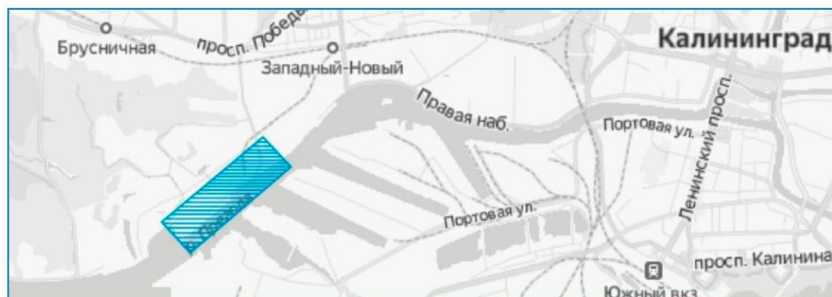 просп. Победы
Брусничная
Западный-Новый
Калининград
Правая наб.
Портовая ул.
Ленинский просп.
Портовая ул.
просп. Калинина
Южный вкз.